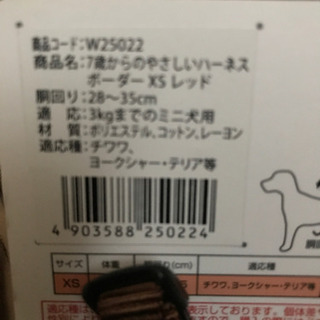 商品コード:W25022
商品名:7歳からのやさしいハーネス
ボーダー XS レッド
胴回り:28~35cm
適 応:3kgまでのミニ犬用
材 質:ポリエステル、コットン、レーヨン
適応種:チワワ、
ヨークシャー・テリア等
4 903588 250224
サイズ 体重 (cm) 適応種
XS チワワ、ヨークシャー・テリア等
胴回